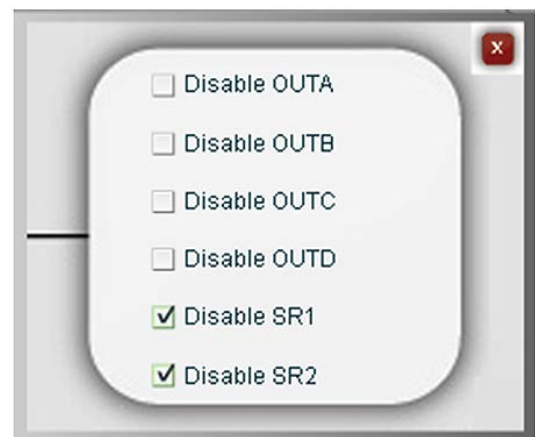 x
Disable OUTA
Disable OUTB
Disable OUTC
Disable OUTD
Disable SR1
Disable SR2